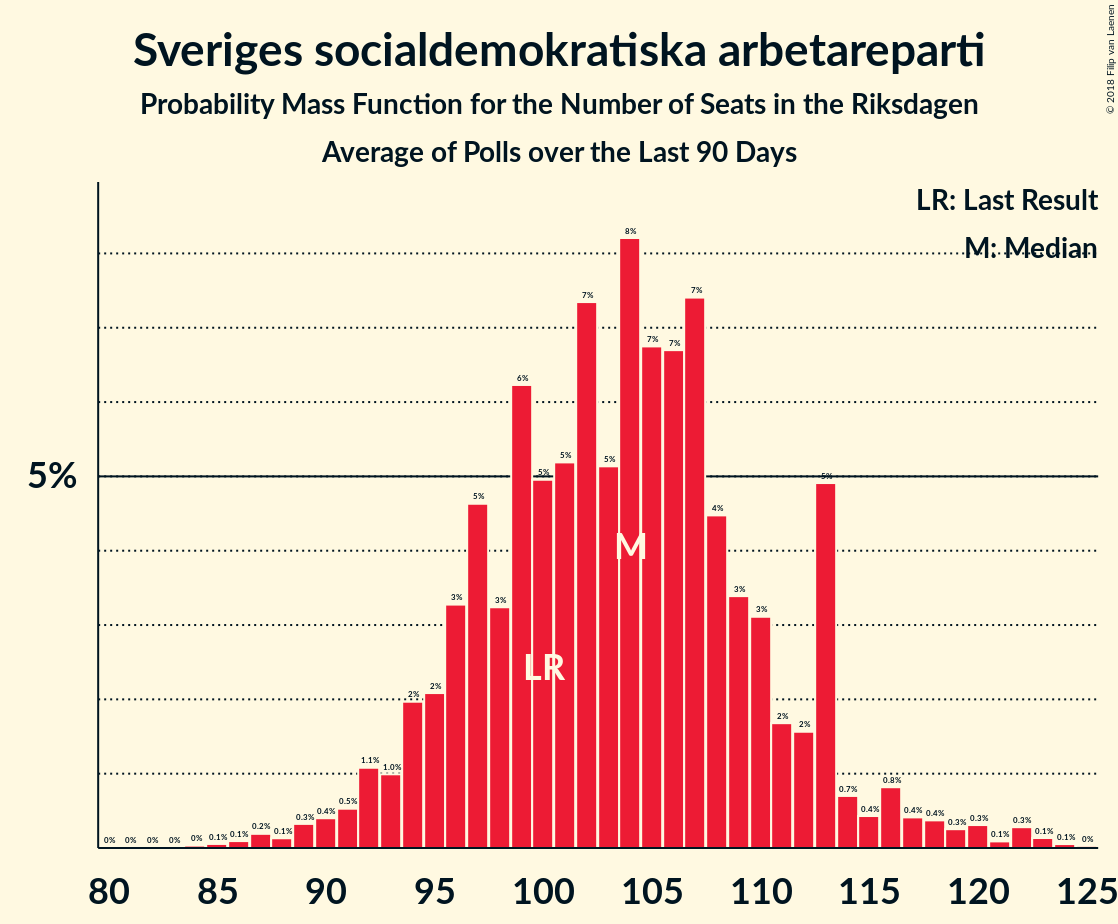 Sveriges socialdemokratiska arbetareparti
Probability Mass Function for the Number of Seats in the Riksdagen
Average of Polls over the Last 90 Days
© 2018 Filip van Laenen
LR: Last Result
M: Median
5%
0% 0% 0% 0% 0% 0.1% 0.1% 0.2% 0.1% 0.3% 0.4% 0.5% 1.1% 1.0% 2% 2% 3% 5% 3% 6% 5% 5% 7% 5% 8% 7% 7% 7% 4% 3% 3% 2% 2% 5% 0.7% 0.4% 0.8% 0.4% 0.4% 0.3% 0.3% 0.1% 0.3% 0.1% 0.1% 0%
M
LR
80 85 90 95 100 105 110 115 120 125